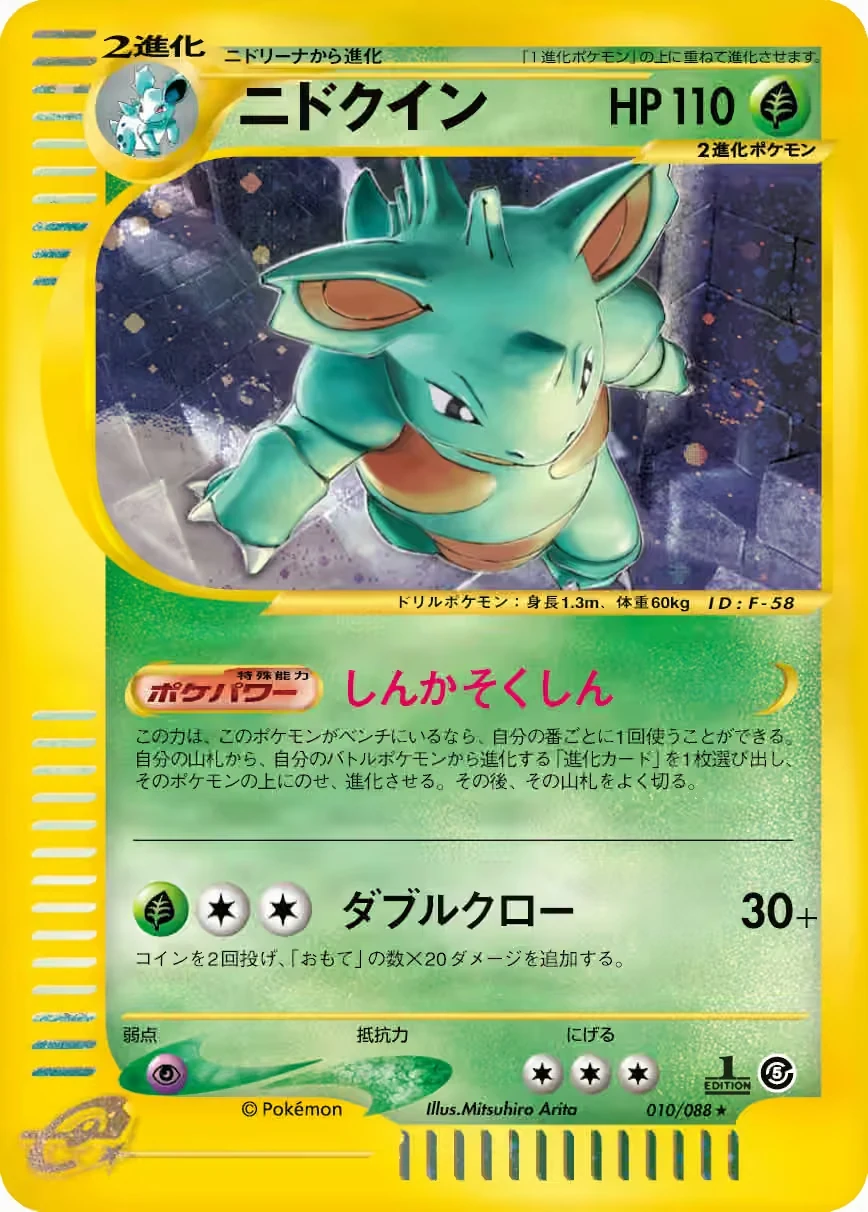 2進化
ニドリーナから進化
「1進化ポケモン」の上に重ねて進化させます。
ニドクイン
HP 110
2進化ポケモン
ドリルポケモン：身長1.3m、体重60kg ID：F-58
特殊能力
ポケパワー
しんかそくしん
この力は、このポケモンがベンチにいるなら、自分の番ごとに1回使うことができる。
自分の山札から、自分のバトルポケモンから進化する「進化カード」を1枚選び出し、
そのポケモンの上にのせ、進化させる。その後、その山札をよく切る。
ダブルクロー
30+
コインを2回投げ、「おもて」の数×20ダメージを追加する。
弱点
抵抗力
にげる
1
EDITION
5
© Pokémon
Illus.Mitsuhiro Arita
010/088★